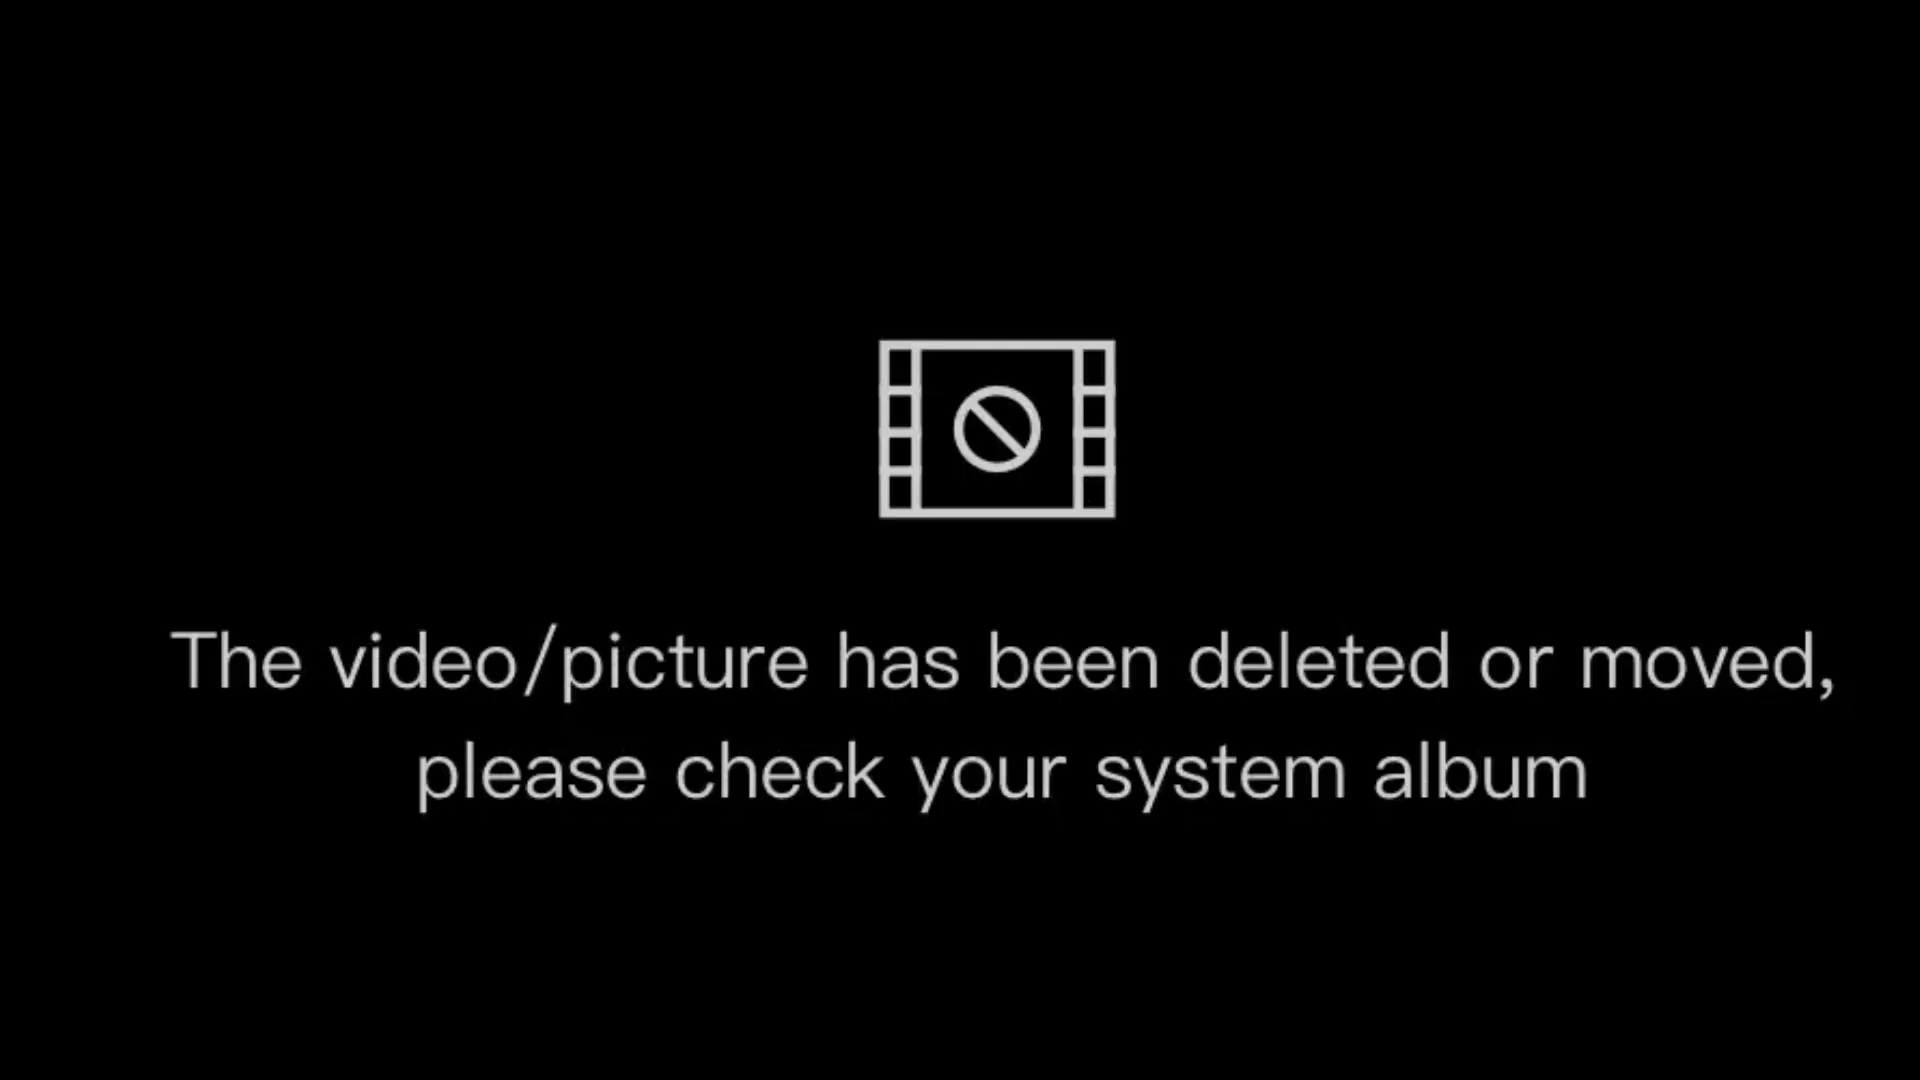 The video/picture has been deleted or moved,
please check your system album